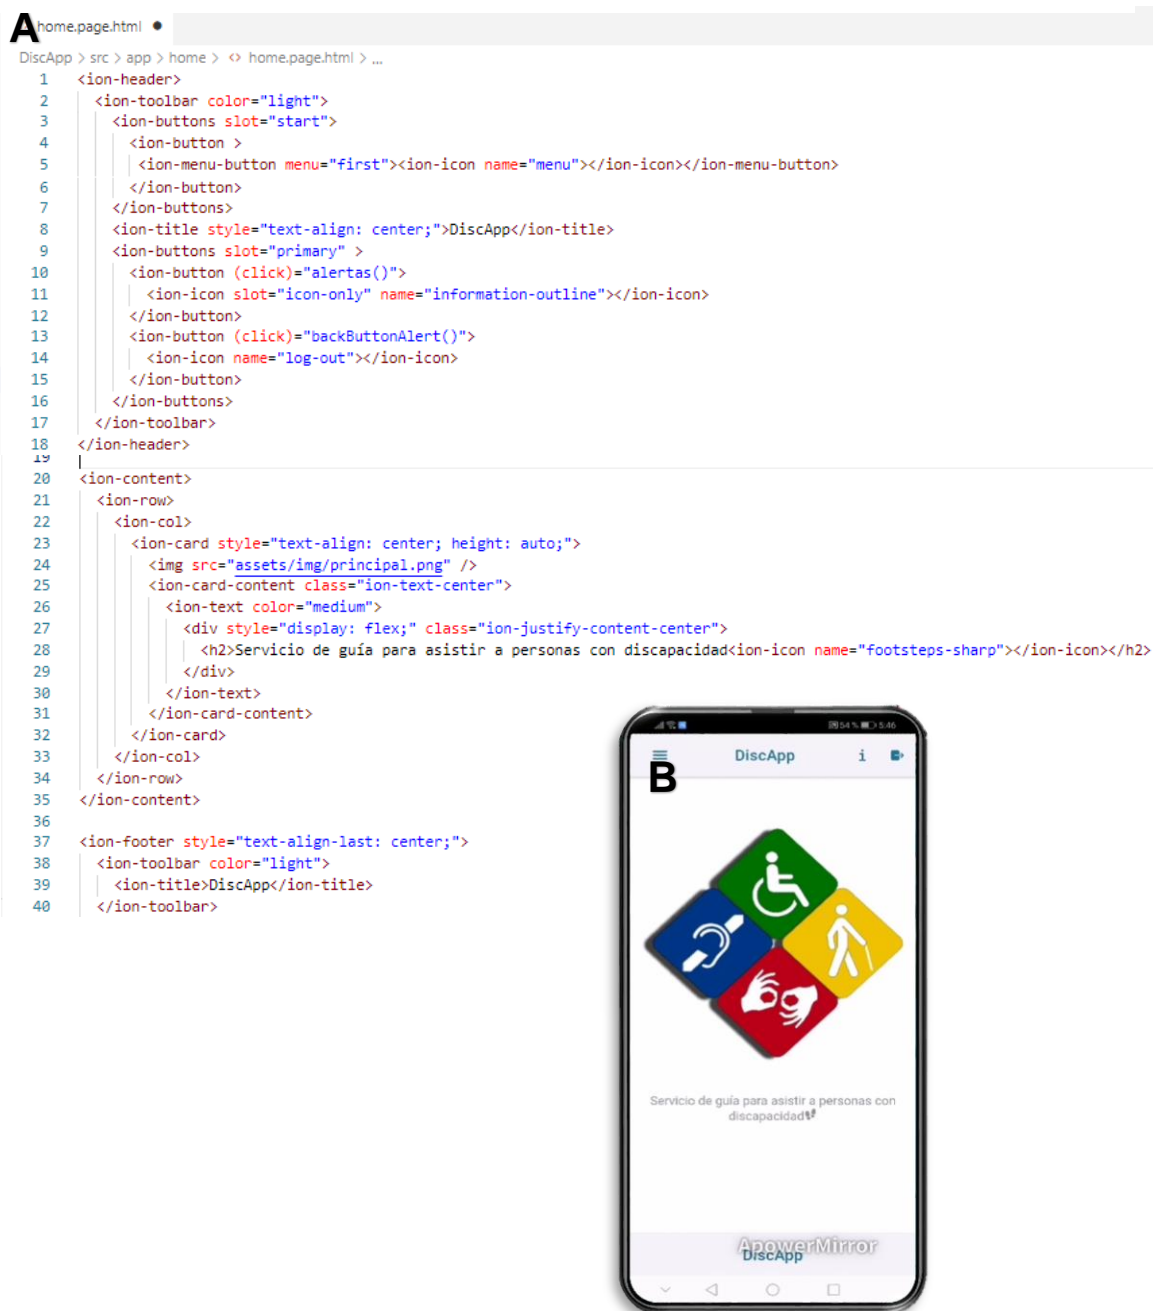 A home.page.html ●
DiscApp > src > app > home > <> home.page.html > ...
1 <ion-header>
2 <ion-toolbar color="light">
3 <ion-buttons slot="start">
4 <ion-button >
5 <ion-menu-button menu="first"><ion-icon name="menu"></ion-icon></ion-menu-button>
6 </ion-button>
7 </ion-buttons>
8 <ion-title style="text-align: center;">DiscApp</ion-title>
9 <ion-buttons slot="primary" >
10 <ion-button (click)="alertas()">
11 <ion-icon slot="icon-only" name="information-outline"></ion-icon>
12 </ion-button>
13 <ion-button (click)="backButtonAlert()">
14 <ion-icon name="log-out"></ion-icon>
15 </ion-button>
16 </ion-buttons>
17 </ion-toolbar>
18 </ion-header>
19
20 <ion-content>
21 <ion-row>
22 <ion-col>
23 <ion-card style="text-align: center; height: auto;">
24 <img src="assets/img/principal.png" />
25 <ion-card-content class="ion-text-center">
26 <ion-text color="medium">
27 <div style="display: flex;" class="ion-justify-content-center">
28 <h2>Servicio de guía para asistir a personas con discapacidad<ion-icon name="footsteps-sharp"></ion-icon></h2>
29 </div>
30 </ion-text>
31 </ion-card-content>
32 </ion-card>
33 </ion-col>
34 </ion-row>
35 </ion-content>
36
37 <ion-footer style="text-align-last: center;">
38 <ion-toolbar color="light">
39 <ion-title>DiscApp</ion-title>
40 </ion-toolbar>
54 % 5:46
DiscApp i
B
Servicio de guía para asistir a personas con
discapacidad
ApowerMirror
DiscApp